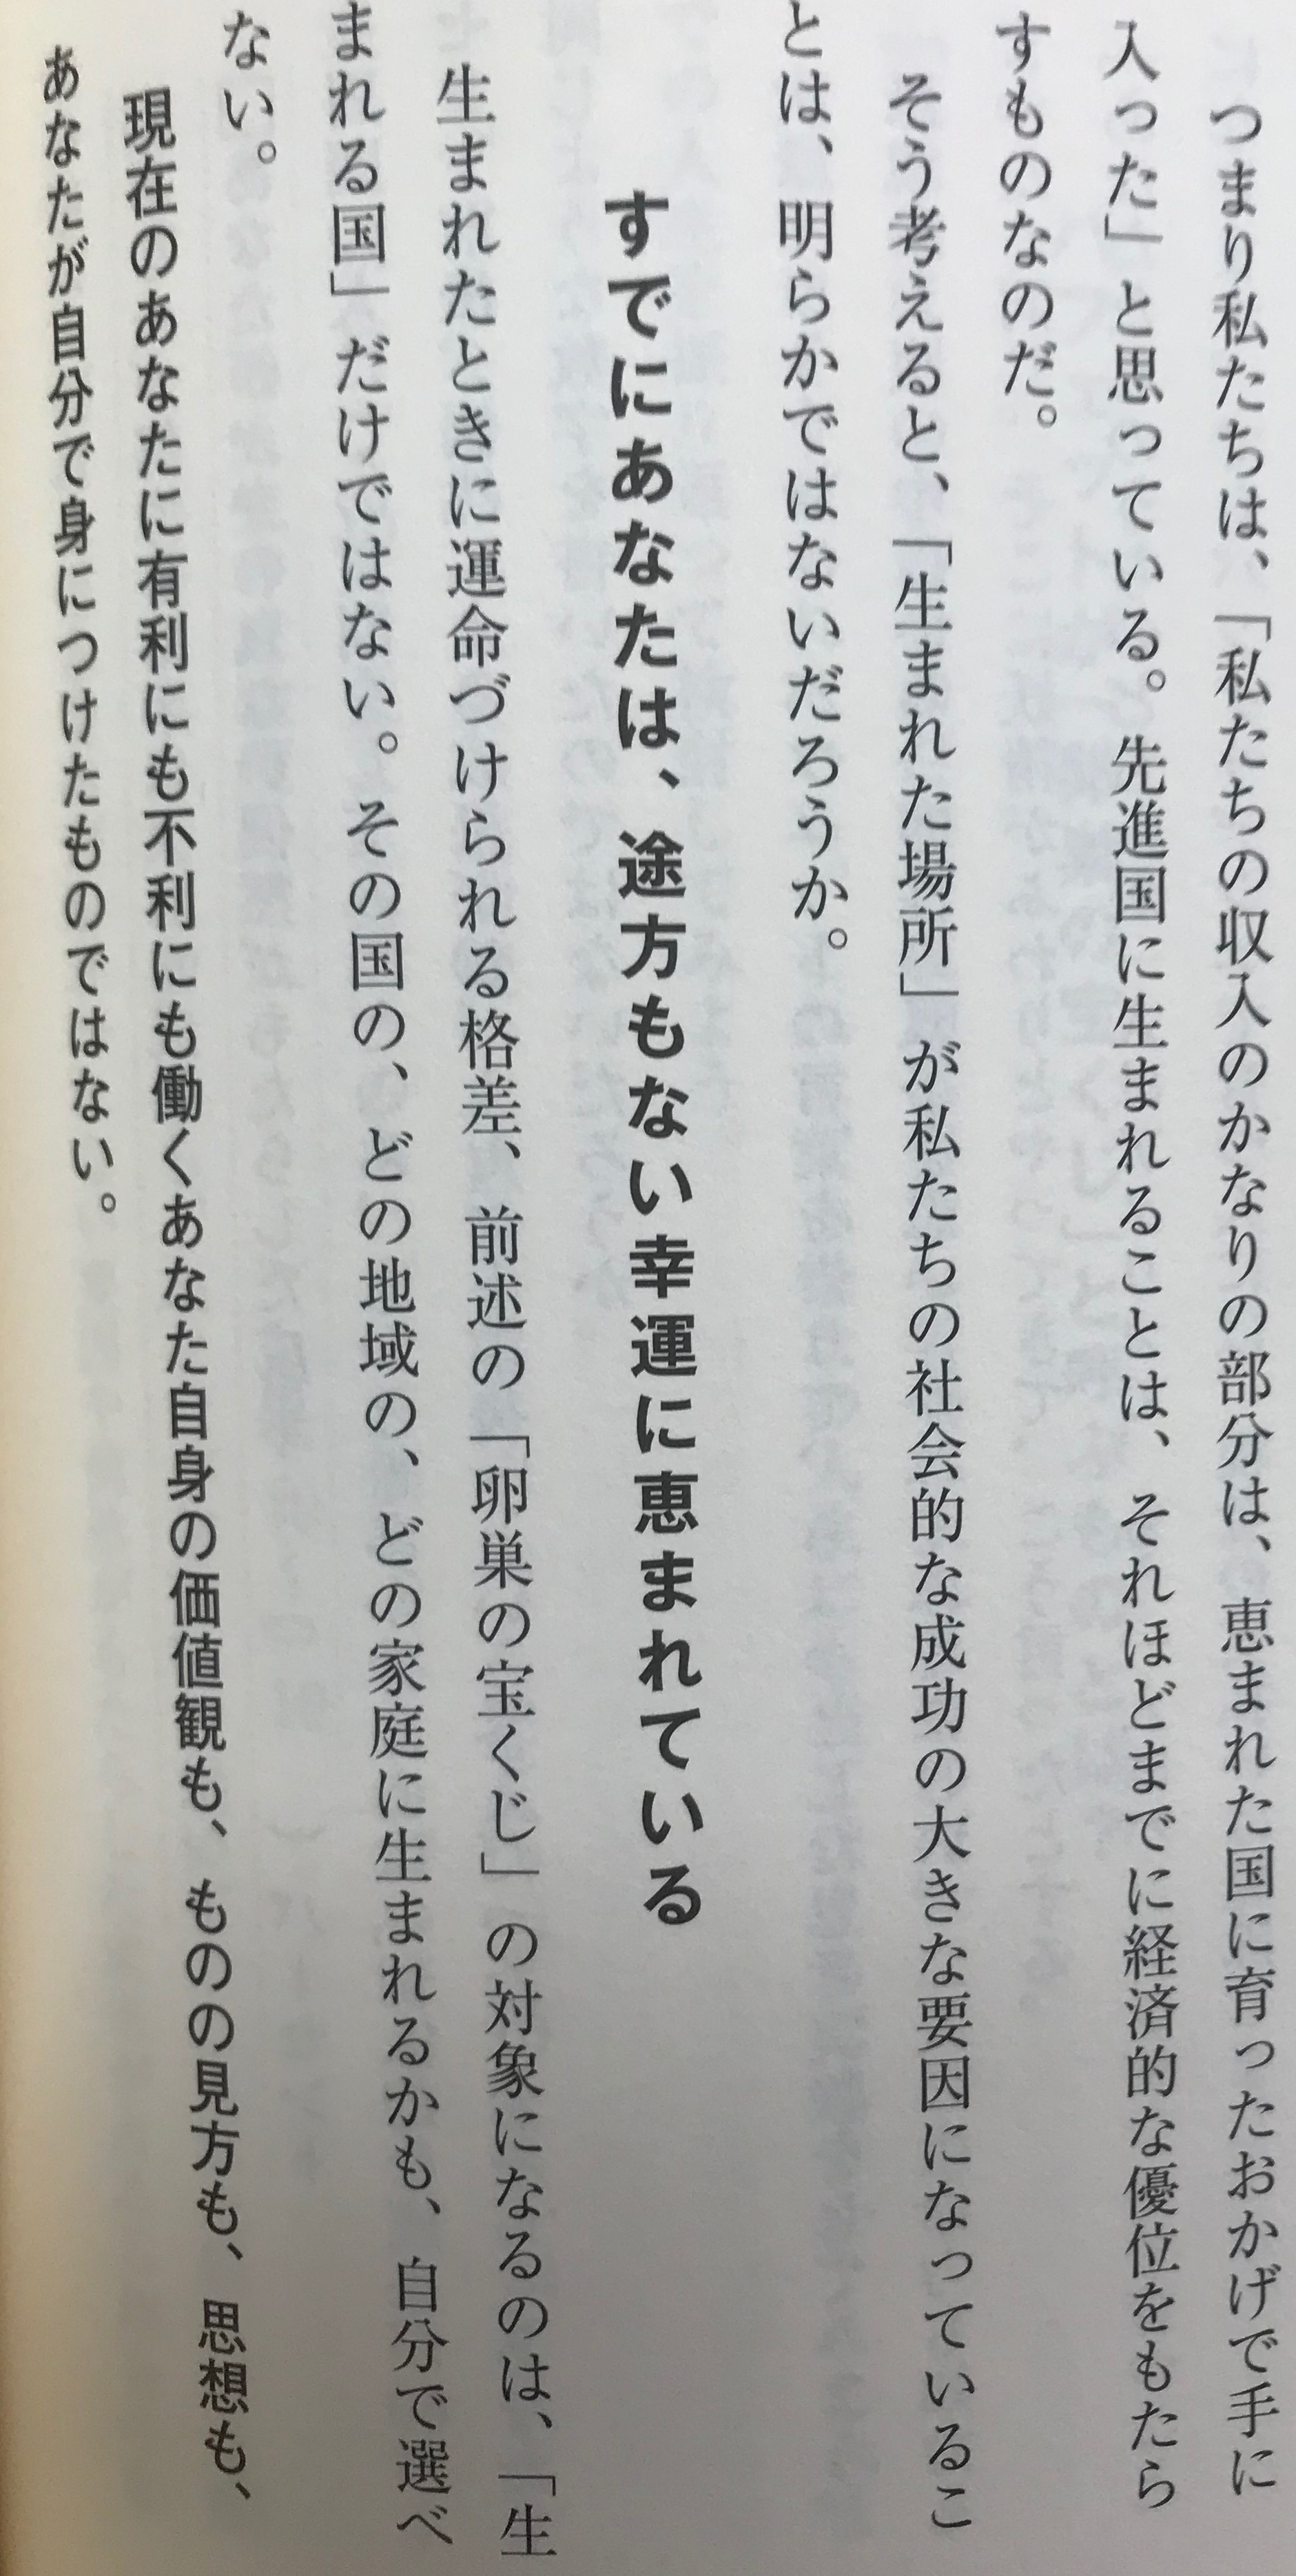 つまり私たちは、「私たちの収入のかなりの部分は、恵まれた国に育ったおかげで手に
入った」と思っている。先進国に生まれることは、それほどまでに経済的な優位をもたら
すものなのだ。
そう考えると、「生まれた場所」が私たちの社会的な成功の大きな要因になっているこ
とは、明らかではないだろうか。
すでにあなたは、途方もない幸運に恵まれている
生まれたときに運命づけられる格差、前述の「卵巣の宝くじ」の対象になるのは、「生
まれる国」だけではない。その国の、どの地域の、どの家庭に生まれるかも、自分で選べ
ない。
現在のあなたに有利にも不利にも働くあなた自身の価値観も、ものの見方も、思想も、
あなたが自分で身につけたものではない。